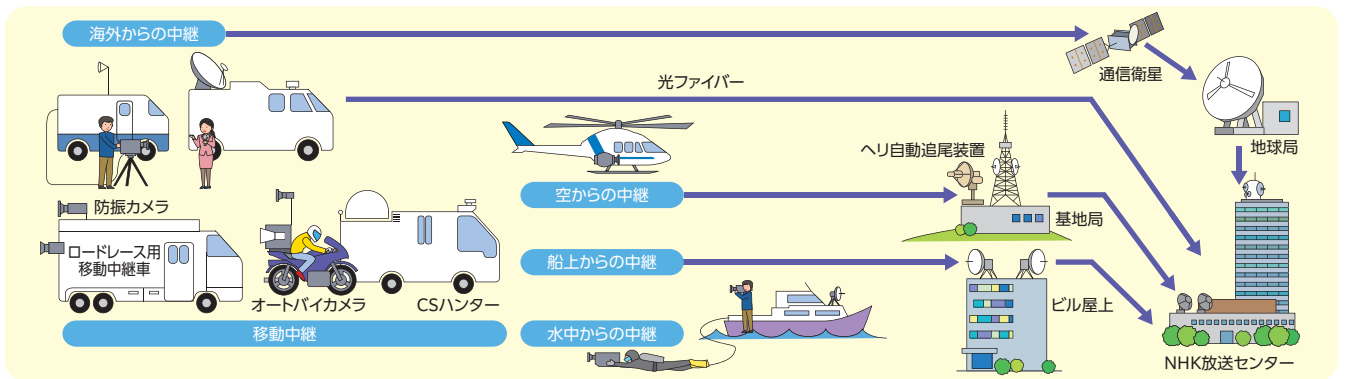 海外からの中継
通信衛星
光ファイバー
地球局
ヘリ自動追尾装置
空からの中継
基地局
防振カメラ
ロードレース用
移動中継車
オートバイカメラ
CSハンター
移動中継
船上からの中継
ビル屋上
水中からの中継
NHK放送センター